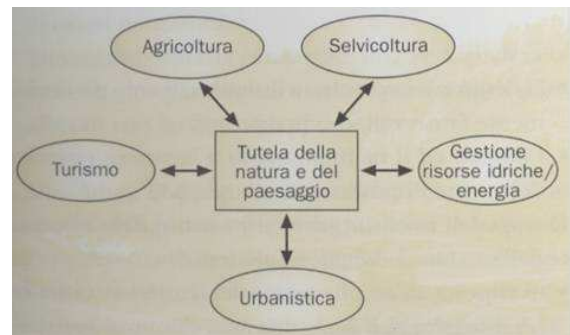 Agricoltura
Selvicoltura
Turismo
Tutela della
natura e del
paesaggio
Gestione
risorse idriche/
energia
Urbanistica